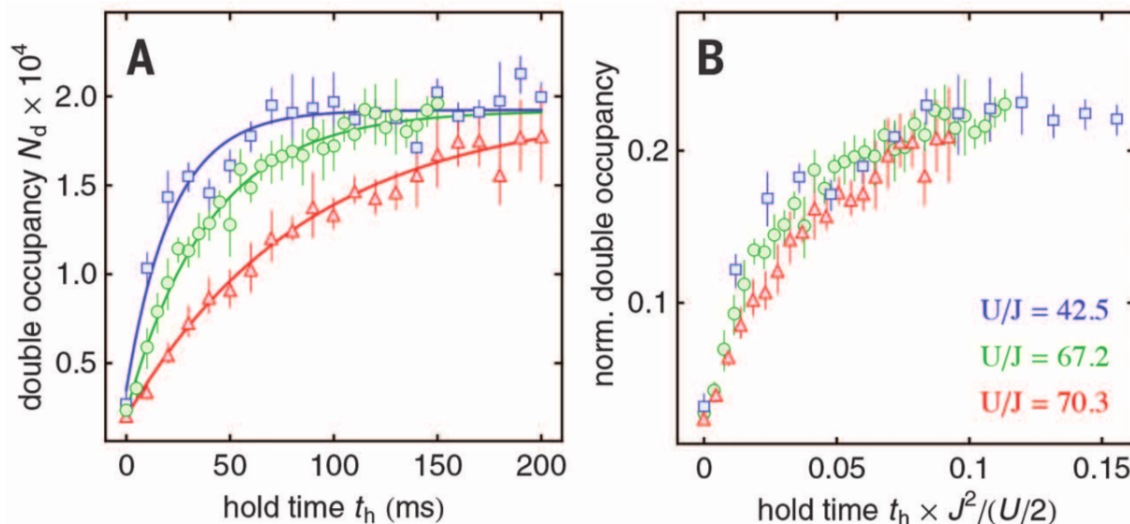 A
double occupancy N_d × 10^4
2.0
1.5
1.0
0.5
0 50 100 150 200
hold time t_h (ms)
B
norm. double occupancy
0.2
0.1
U/J = 42.5
U/J = 67.2
U/J = 70.3
0 0.05 0.1 0.15
hold time t_h × J^2/(U/2)